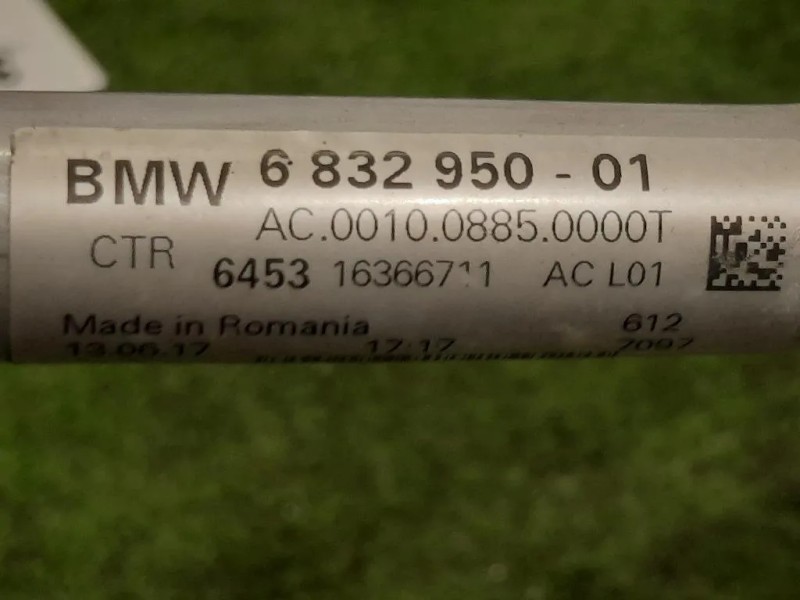 BMW 6 832 950 - 01
AC.0010.0885.0000T
CTR
6453 16366711 AC L01
Made in Romania 612
13.06.17 17:17 7097